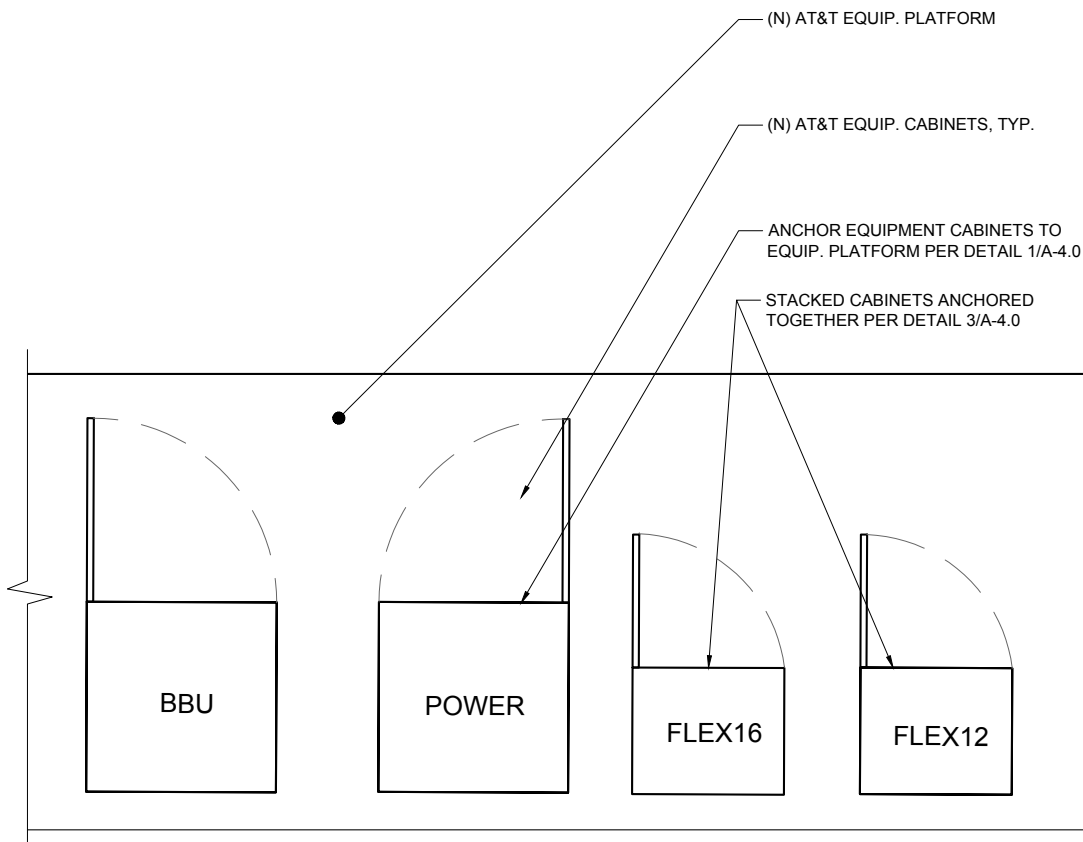 (N) AT&T EQUIP. PLATFORM
(N) AT&T EQUIP. CABINETS, TYP.
ANCHOR EQUIPMENT CABINETS TO
EQUIP. PLATFORM PER DETAIL 1/A-4.0
STACKED CABINETS ANCHORED
TOGETHER PER DETAIL 3/A-4.0
BBU
POWER
FLEX16
FLEX12